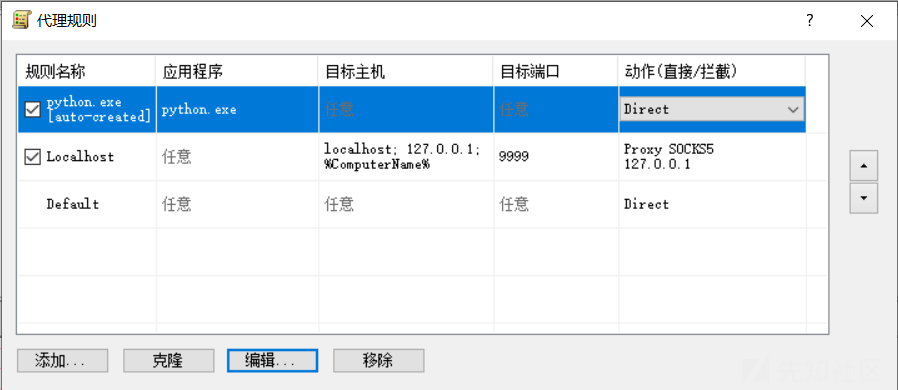 代理规则
规则名称 应用程序 目标主机 目标端口 动作(直接/拦截)
python.exe
[auto-created] python.exe 任意 任意 Direct
Localhost 任意 localhost; 127.0.0.1;
%ComputerName% 9999 Proxy SOCKS5
127.0.0.1
Default 任意 任意 任意 Direct
添加... 克隆 编辑... 移除